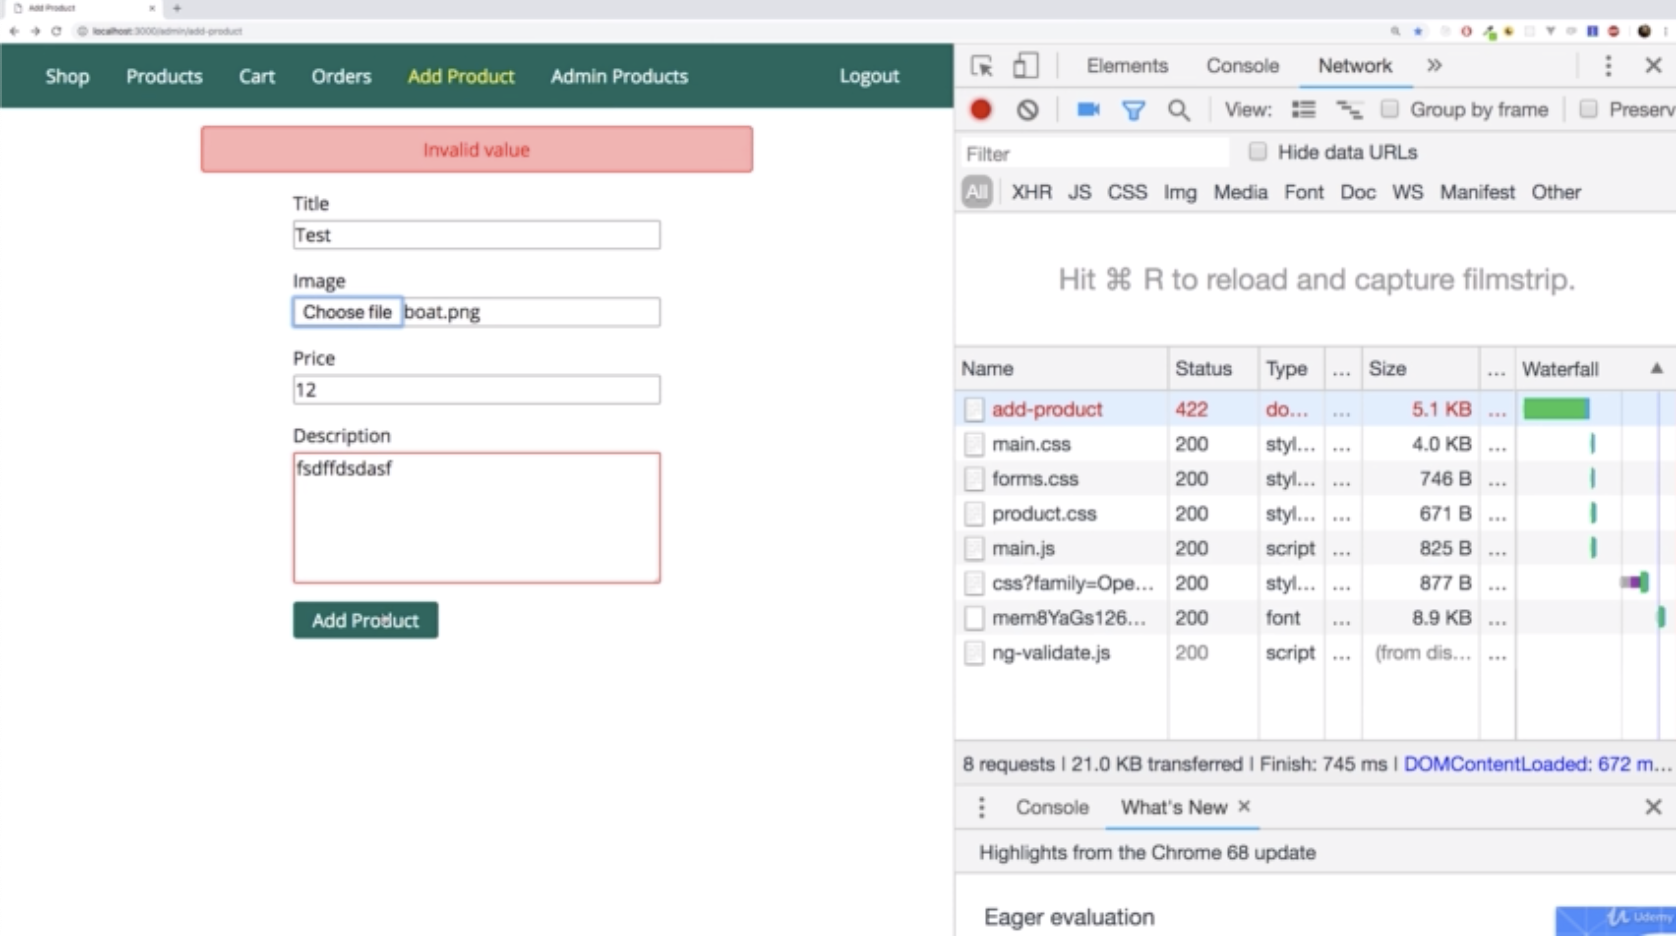 Add Product
localhost:3000/admin/add-product
Shop Products Cart Orders Add Product Admin Products Logout
Invalid value
Title
Test
Image
Choose file boat.png
Price
12
Description
fsdffdsdasf
Add Product
Elements Console Network »
View: Group by frame Preserv
Filter Hide data URLs
All XHR JS CSS Img Media Font Doc WS Manifest Other
Hit ⌘ R to reload and capture filmstrip.
Name Status Type ... Size ... Waterfall
add-product 422 do... ... 5.1 KB ...
main.css 200 styl... ... 4.0 KB ...
forms.css 200 styl... ... 746 B ...
product.css 200 styl... ... 671 B ...
main.js 200 script ... 825 B ...
css?family=Ope... 200 styl... ... 877 B ...
mem8YaGs126... 200 font ... 8.9 KB ...
ng-validate.js 200 script ... (from dis... ...
8 requests | 21.0 KB transferred | Finish: 745 ms | DOMContentLoaded: 672 m...
Console What's New
Highlights from the Chrome 68 update
Eager evaluation
Udemy